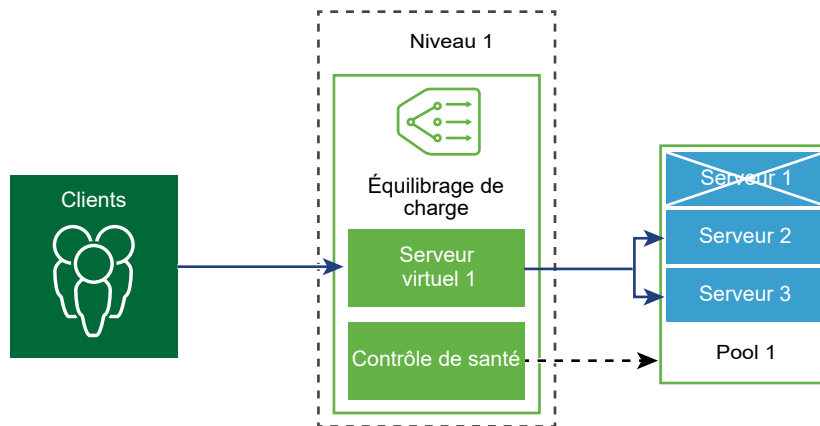 Niveau 1
Clients
Équilibrage de
charge
Serveur
virtuel 1
Contrôle de santé
Serveur 1
Serveur 2
Serveur 3
Pool 1